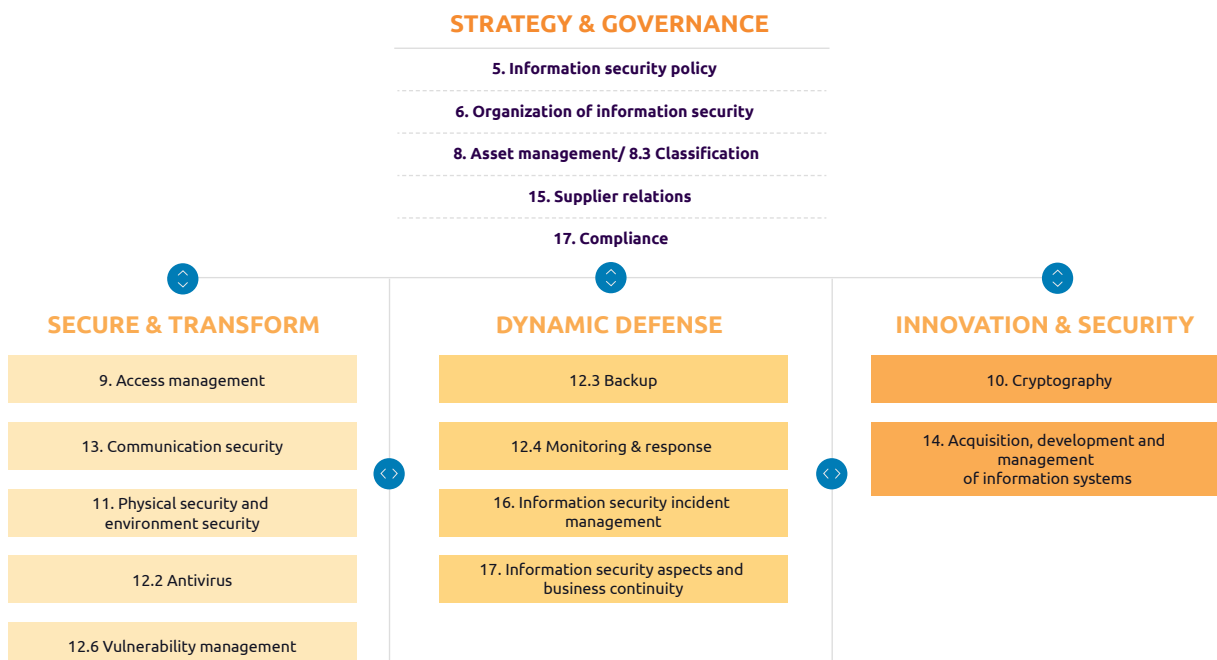 STRATEGY & GOVERNANCE
5. Information security policy
6. Organization of information security
8. Asset management/ 8.3 Classification
15. Supplier relations
17. Compliance
SECURE & TRANSFORM
9. Access management
13. Communication security
11. Physical security and
environment security
12.2 Antivirus
12.6 Vulnerability management
DYNAMIC DEFENSE
12.3 Backup
12.4 Monitoring & response
16. Information security incident
management
17. Information security aspects and
business continuity
INNOVATION & SECURITY
10. Cryptography
14. Acquisition, development and
management
of information systems